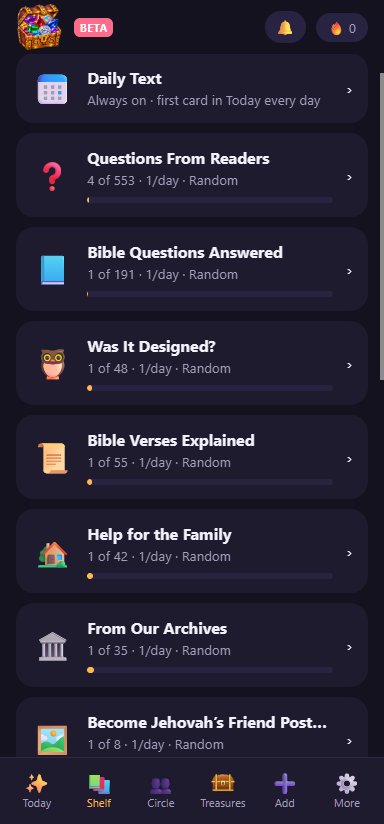 BETA
0
Daily Text
Always on · first card in Today every day
Questions From Readers
4 of 553 · 1/day · Random
Bible Questions Answered
1 of 191 · 1/day · Random
Was It Designed?
1 of 48 · 1/day · Random
Bible Verses Explained
1 of 55 · 1/day · Random
Help for the Family
1 of 42 · 1/day · Random
From Our Archives
1 of 35 · 1/day · Random
Become Jehovah’s Friend Post…
1 of 8 · 1/day · Random
Today Shelf Circle Treasures Add More